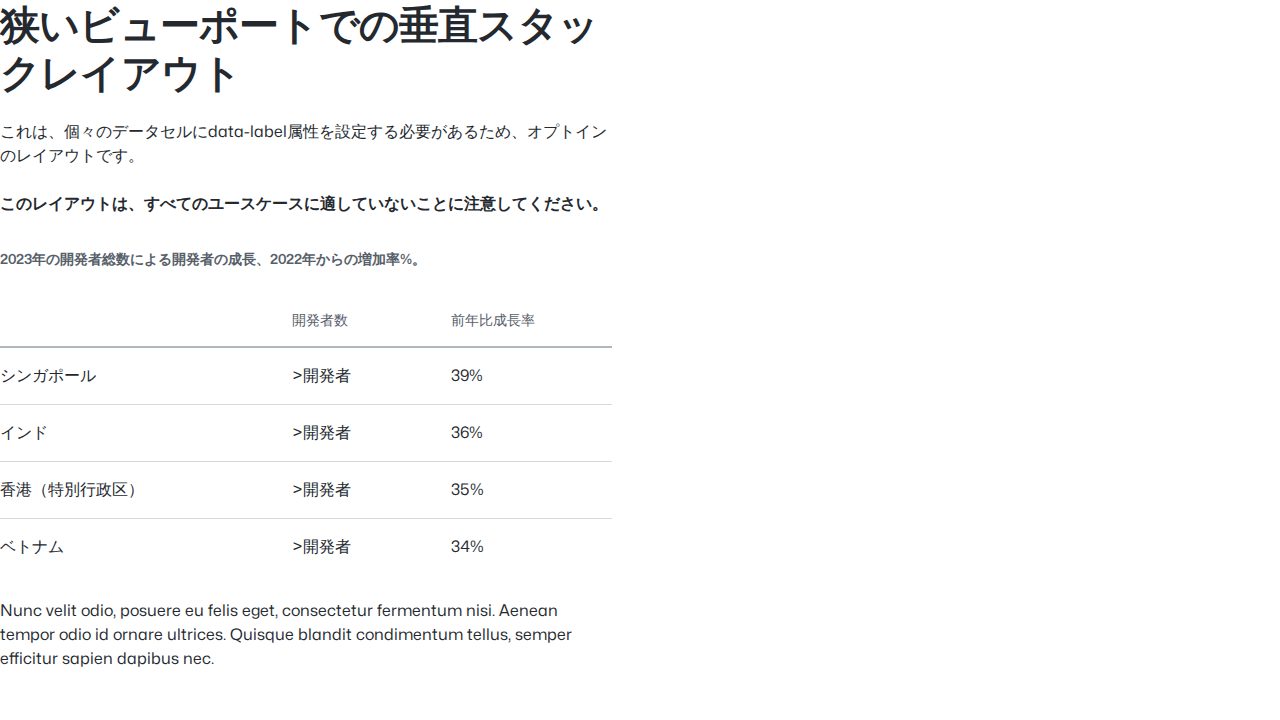 狭いビューポートでの垂直スタッ
クレイアウト
これは、個々のデータセルにdata-label属性を設定する必要があるため、オプトイン
のレイアウトです。
このレイアウトは、すべてのユースケースに適していないことに注意してください。
2023年の開発者総数による開発者の成長、2022年からの増加率%。
開発者数 前年比成長率
シンガポール >開発者 39%
インド >開発者 36%
香港（特別行政区） >開発者 35%
ベトナム >開発者 34%
Nunc velit odio, posuere eu felis eget, consectetur fermentum nisi. Aenean
tempor odio id ornare ultrices. Quisque blandit condimentum tellus, semper
efficitur sapien dapibus nec.